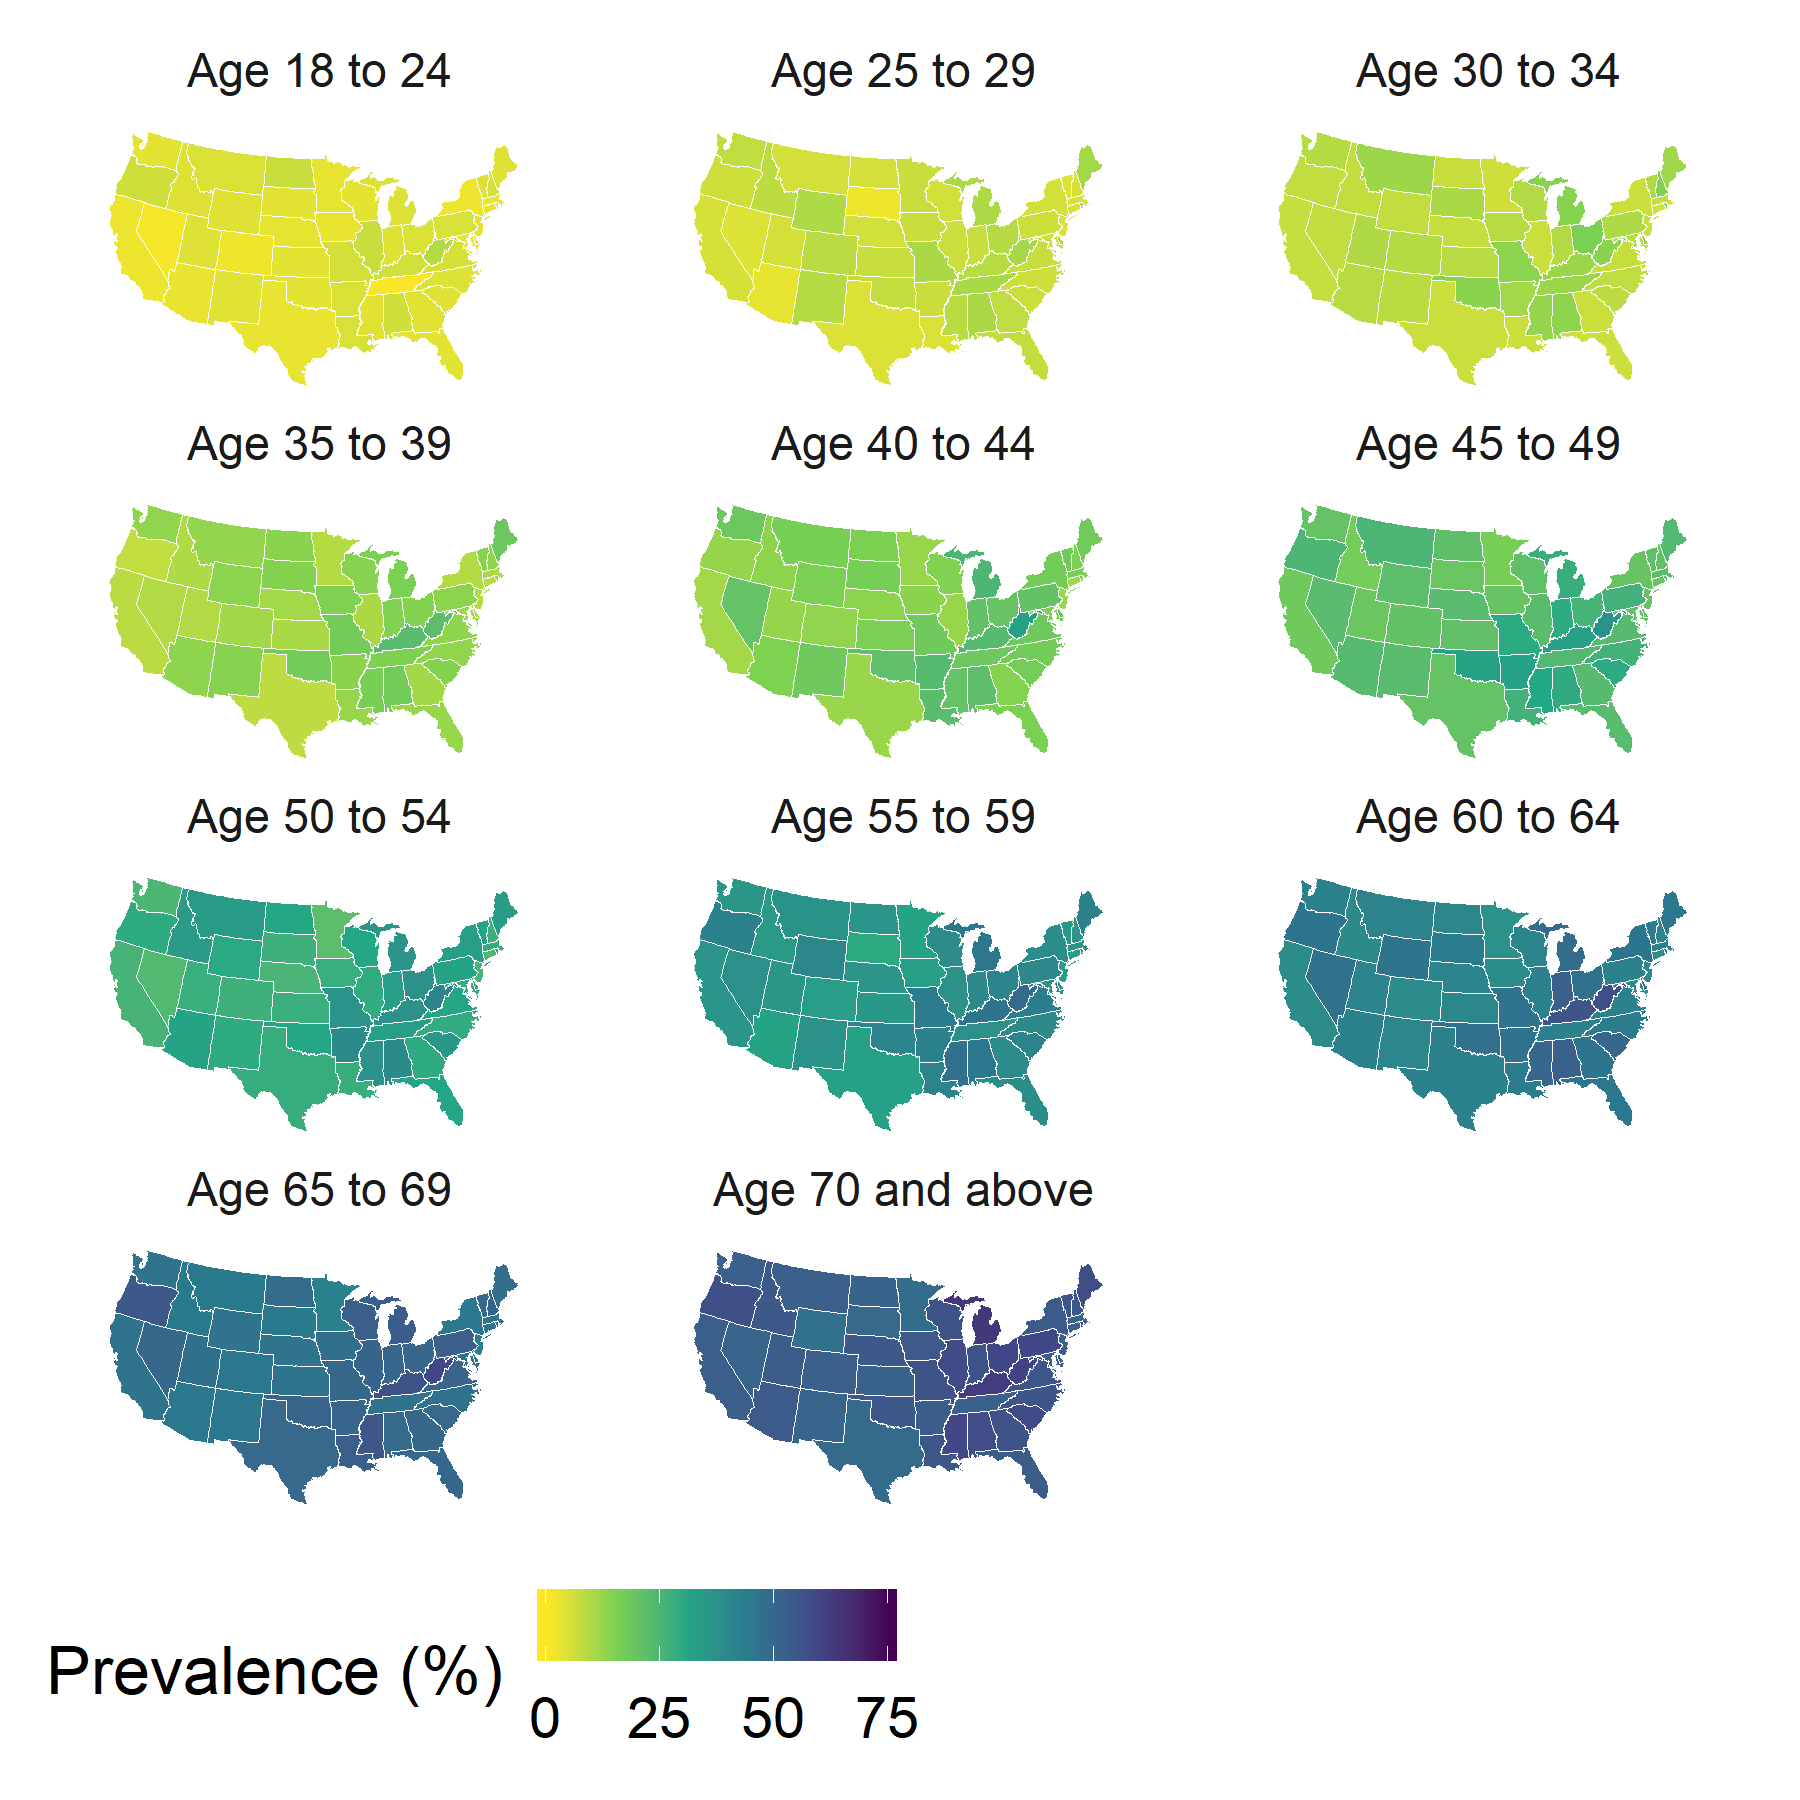 Age 18 to 24
Age 25 to 29
Age 30 to 34
Age 35 to 39
Age 40 to 44
Age 45 to 49
Age 50 to 54
Age 55 to 59
Age 60 to 64
Age 65 to 69
Age 70 and above
Prevalence (%)
0 25 50 75